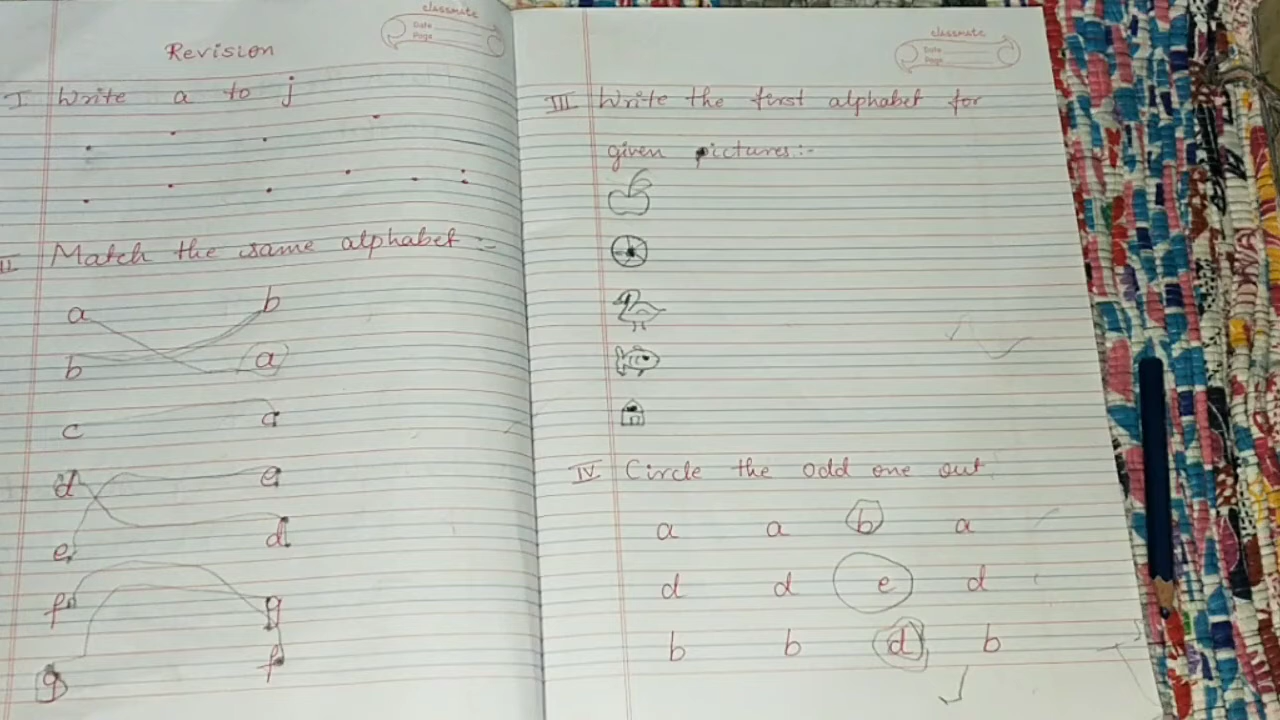 classmate
Date
Page
Revision
I Write a to j
II Match the same alphabet :-
a b
b a
c
d e
e d
f g
g f
classmate
Date
Page
III Write the first alphabet for
given pictures:-
IV Circle the odd one out
a a b a
d d e d
b b d b